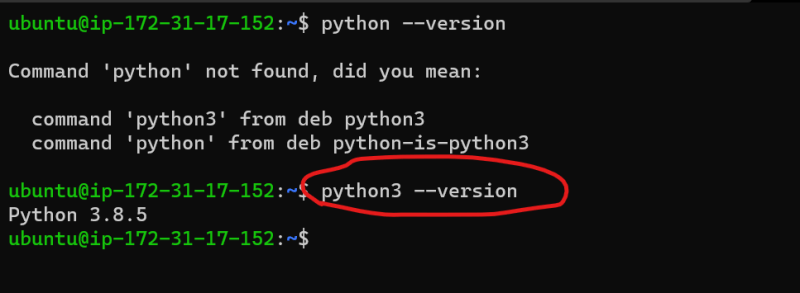 ubuntu@ip-172-31-17-152:~$ python --version
Command 'python' not found, did you mean:
command 'python3' from deb python3
command 'python' from deb python-is-python3
ubuntu@ip-172-31-17-152:~$ python3 --version
Python 3.8.5
ubuntu@ip-172-31-17-152:~$